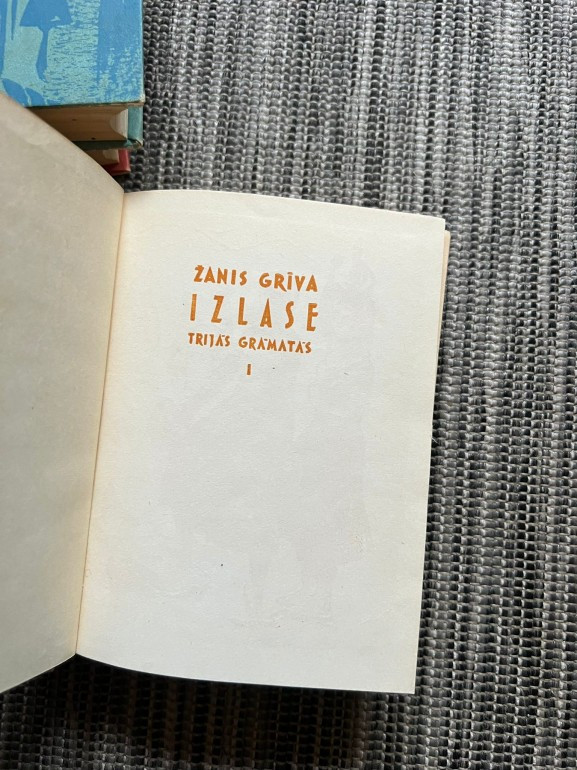 ŽANIS GRĪVA
IZLASE
TRIJĀS GRĀMATĀS
I